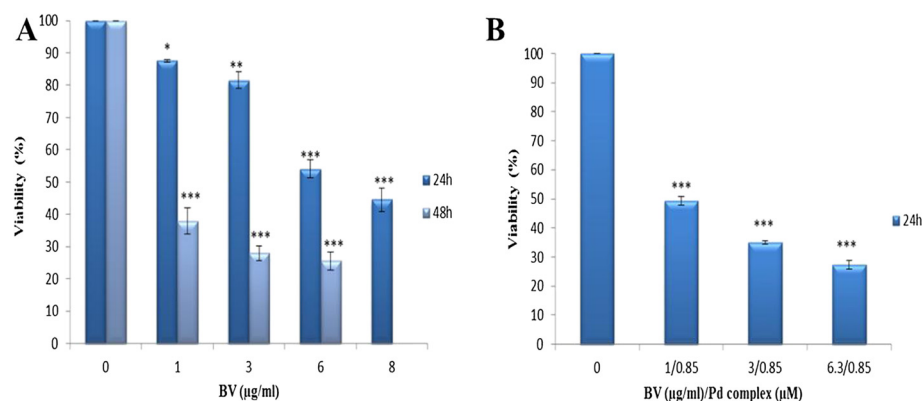 A
Viability (%)
100
90
80
70
60
50
40
30
20
10
0
*
**
***
***
***
***
***
24h
48h
0 1 3 6 8
BV (µg/ml)
B
Viability (%)
100
90
80
70
60
50
40
30
20
10
0
***
***
***
24h
0 1/0.85 3/0.85 6.3/0.85
BV (µg/ml)/Pd complex (µM)